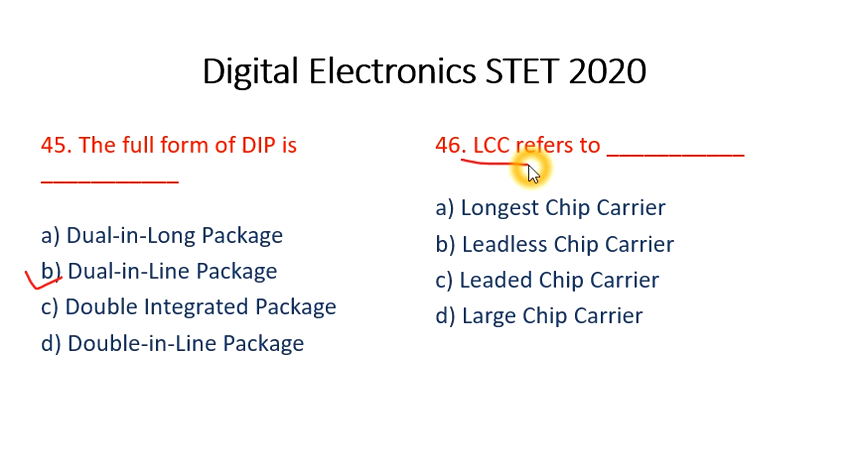 Digital Electronics STET 2020
45. The full form of DIP is
___________
a) Dual-in-Long Package
b) Dual-in-Line Package
c) Double Integrated Package
d) Double-in-Line Package
46. LCC refers to ___________
a) Longest Chip Carrier
b) Leadless Chip Carrier
c) Leaded Chip Carrier
d) Large Chip Carrier